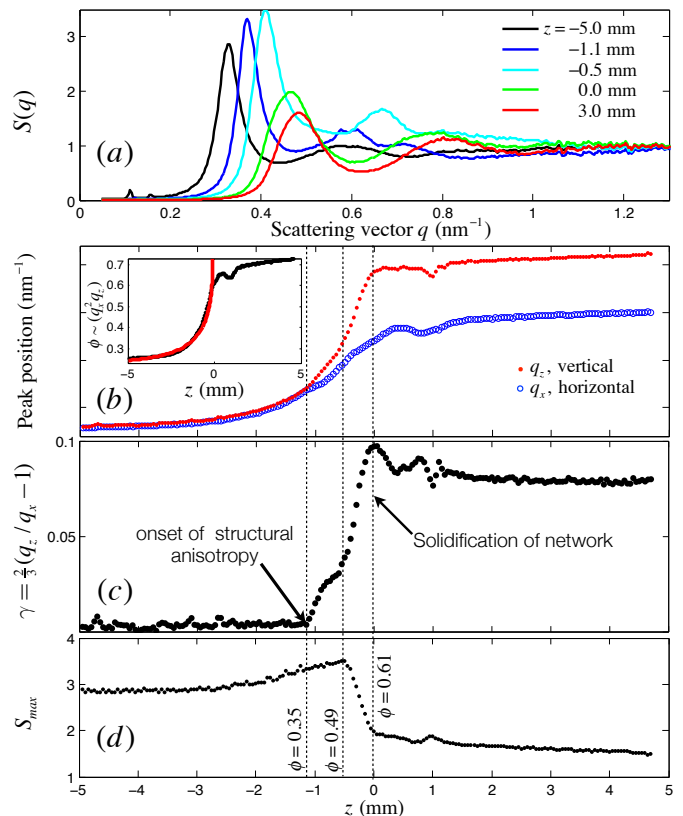 3
2
1
0
S(q)
(a)
z = −5.0 mm
−1.1 mm
−0.5 mm
0.0 mm
3.0 mm
0 0.2 0.4 0.6 0.8 1 1.2
Scattering vector q (nm⁻¹)
Peak position (nm⁻¹)
0.7
0.6
0.5
0.4
0.3
ϕ ~ (q_x² q_z)
−5 0 5
z (mm)
(b)
q_z, vertical
q_x, horizontal
0.1
0.05
γ = 2/3 (q_z / q_x − 1)
onset of structural
anisotropy
Solidification of network
(c)
4
3
2
1
S_max
(d)
ϕ = 0.35
ϕ = 0.49
ϕ = 0.61
−5 −4 −3 −2 −1 0 1 2 3 4 5
z (mm)